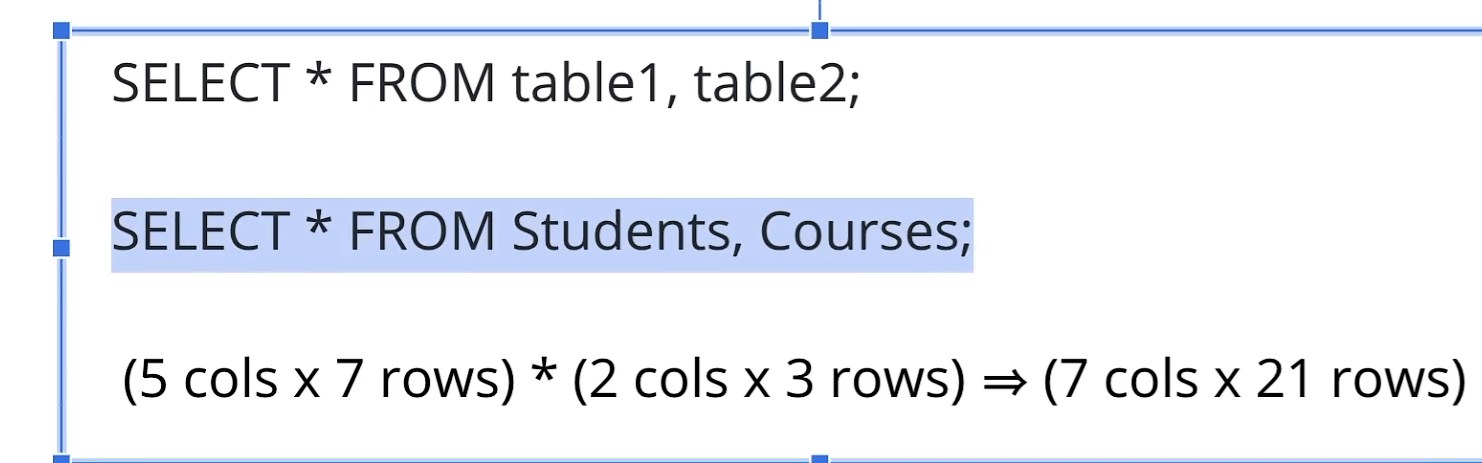 SELECT * FROM table1, table2;
SELECT * FROM Students, Courses;
(5 cols x 7 rows) * (2 cols x 3 rows) ⇒ (7 cols x 21 rows)